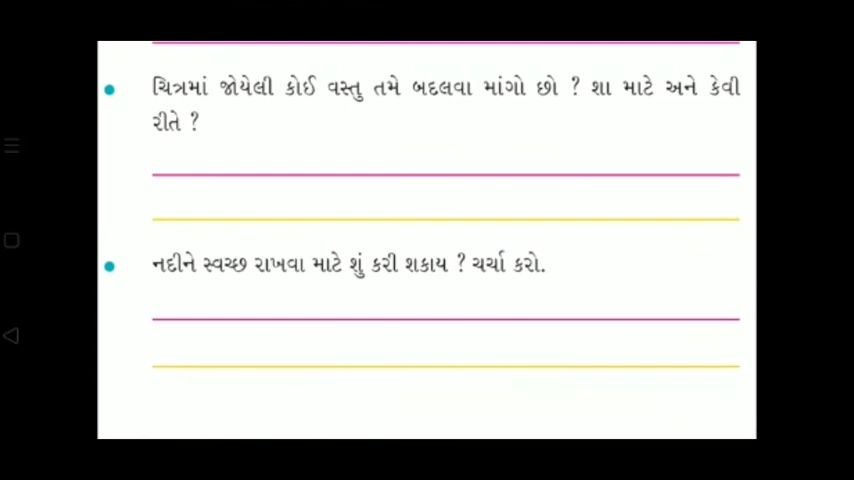 ચિત્રમાં જોયેલી કોઈ વસ્તુ તમે બદલવા માંગો છો ? શા માટે અને કેવી
રીતે ?
નદીને સ્વચ્છ રાખવા માટે શું કરી શકાય ? ચર્ચા કરો.